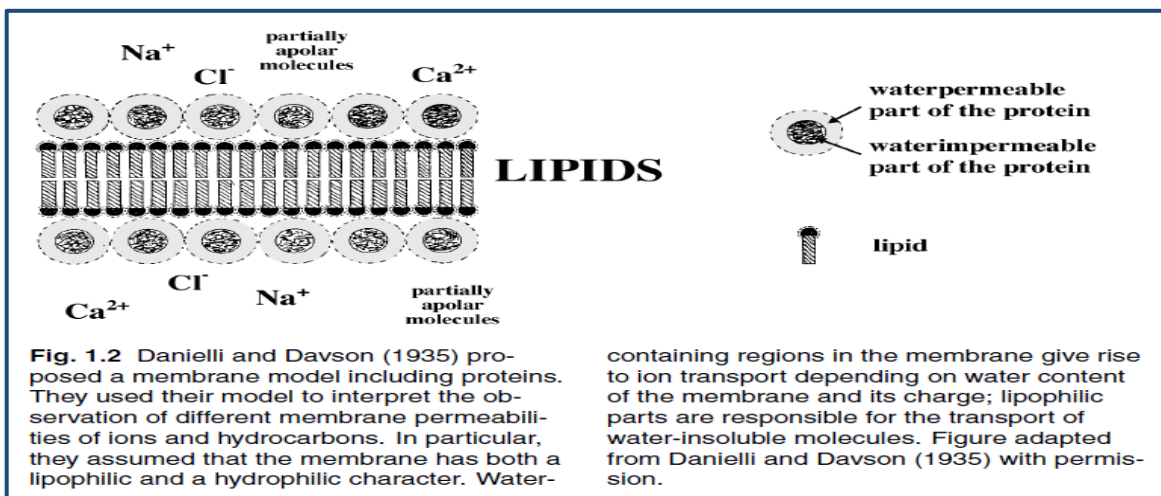 Na⁺
Cl⁻
partially
apolar
molecules
Ca²⁺
LIPIDS
Ca²⁺
Cl⁻
Na⁺
partially
apolar
molecules
waterpermeable
part of the protein
waterimpermeable
part of the protein
lipid
Fig. 1.2 Danielli and Davson (1935) pro-
posed a membrane model including proteins.
They used their model to interpret the ob-
servation of different membrane permeabili-
ties of ions and hydrocarbons. In particular,
they assumed that the membrane has both a
lipophilic and a hydrophilic character. Water-
containing regions in the membrane give rise
to ion transport depending on water content
of the membrane and its charge; lipophilic
parts are responsible for the transport of
water-insoluble molecules. Figure adapted
from Danielli and Davson (1935) with permis-
sion.